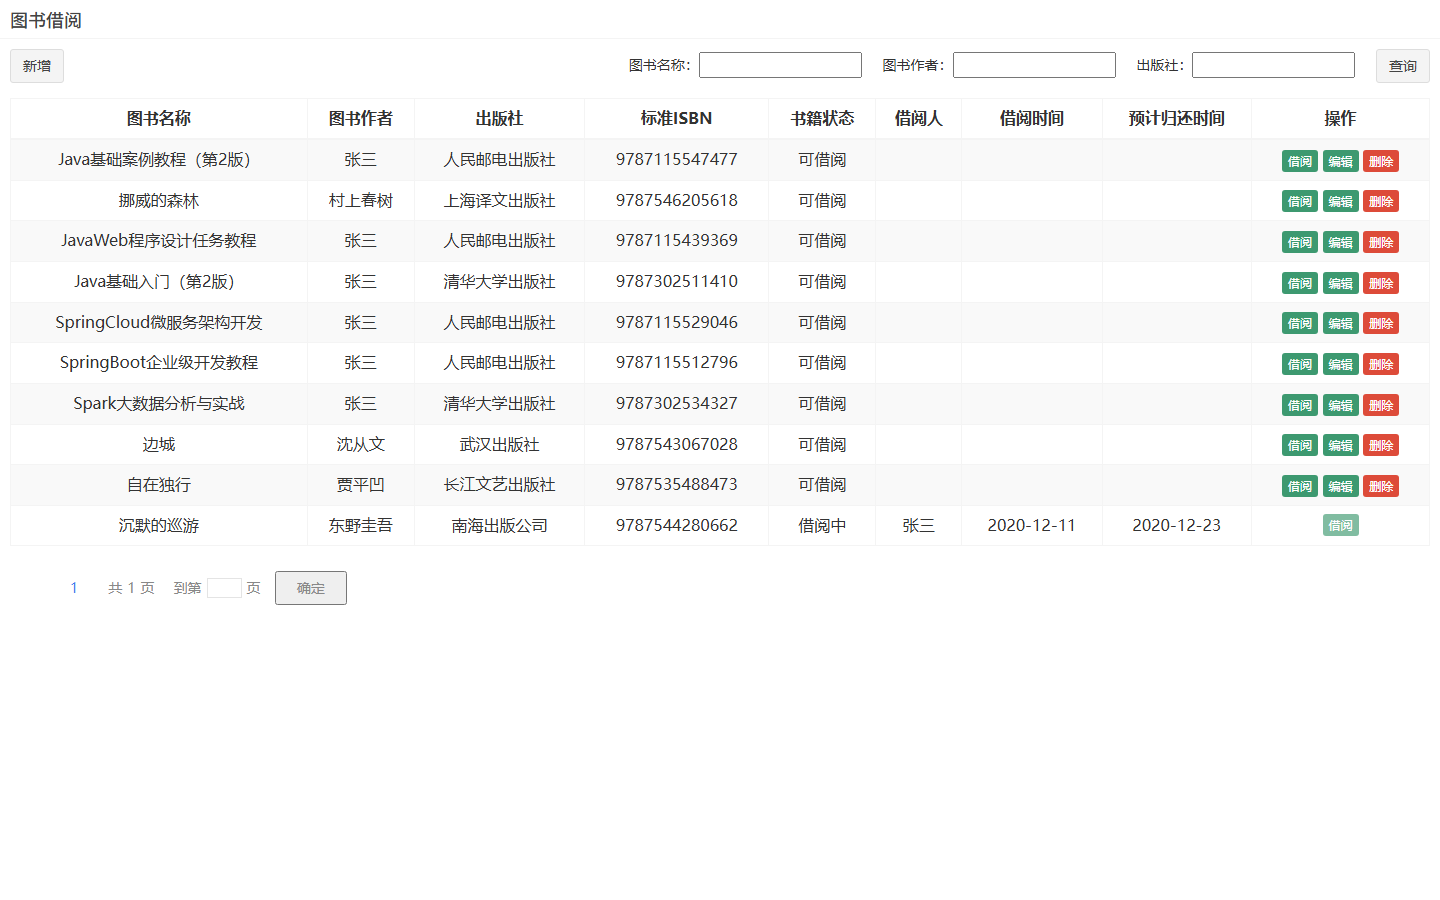 图书借阅
新增 图书名称： 图书作者： 出版社： 查询
图书名称 图书作者 出版社 标准ISBN 书籍状态 借阅人 借阅时间 预计归还时间 操作
Java基础案例教程（第2版） 张三 人民邮电出版社 9787115547477 可借阅 借阅 编辑 删除
挪威的森林 村上春树 上海译文出版社 9787546205618 可借阅 借阅 编辑 删除
JavaWeb程序设计任务教程 张三 人民邮电出版社 9787115439369 可借阅 借阅 编辑 删除
Java基础入门（第2版） 张三 清华大学出版社 9787302511410 可借阅 借阅 编辑 删除
SpringCloud微服务架构开发 张三 人民邮电出版社 9787115529046 可借阅 借阅 编辑 删除
SpringBoot企业级开发教程 张三 人民邮电出版社 9787115512796 可借阅 借阅 编辑 删除
Spark大数据分析与实战 张三 清华大学出版社 9787302534327 可借阅 借阅 编辑 删除
边城 沈从文 武汉出版社 9787543067028 可借阅 借阅 编辑 删除
自在独行 贾平凹 长江文艺出版社 9787535488473 可借阅 借阅 编辑 删除
沉默的巡游 东野圭吾 南海出版公司 9787544280662 借阅中 张三 2020-12-11 2020-12-23 借阅
1 共 1 页 到第 页 确定